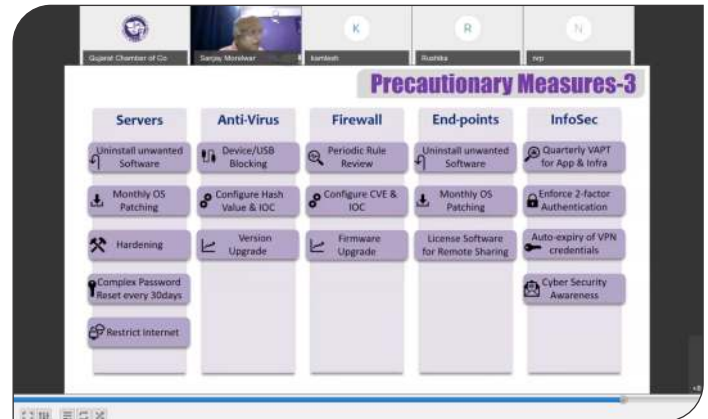 K
R
N
Gujarat Chamber of Co
Sanjay Morelwar
kamlesh
Rushika
nrp
Precautionary Measures-3
Servers
Uninstall unwanted
Software
Monthly OS
Patching
Hardening
Complex Password
Reset every 30days
Restrict Internet
Anti-Virus
Device/USB
Blocking
Configure Hash
Value & IOC
Version
Upgrade
Firewall
Periodic Rule
Review
Configure CVE &
IOC
Firmware
Upgrade
End-points
Uninstall unwanted
Software
Monthly OS
Patching
License Software
for Remote Sharing
InfoSec
Quarterly VAPT
for App & Infra
Enforce 2-factor
Authentication
Auto-expiry of VPN
credentials
Cyber Security
Awareness